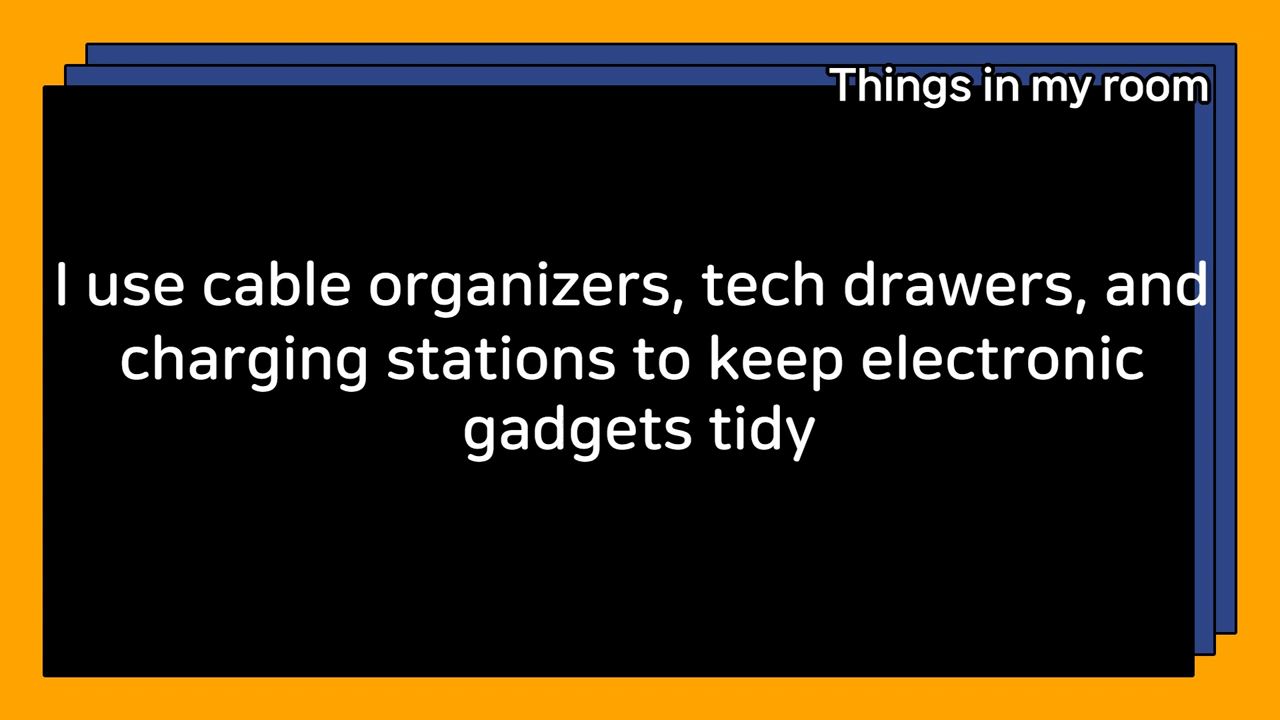 Things in my room
I use cable organizers, tech drawers, and
charging stations to keep electronic
gadgets tidy